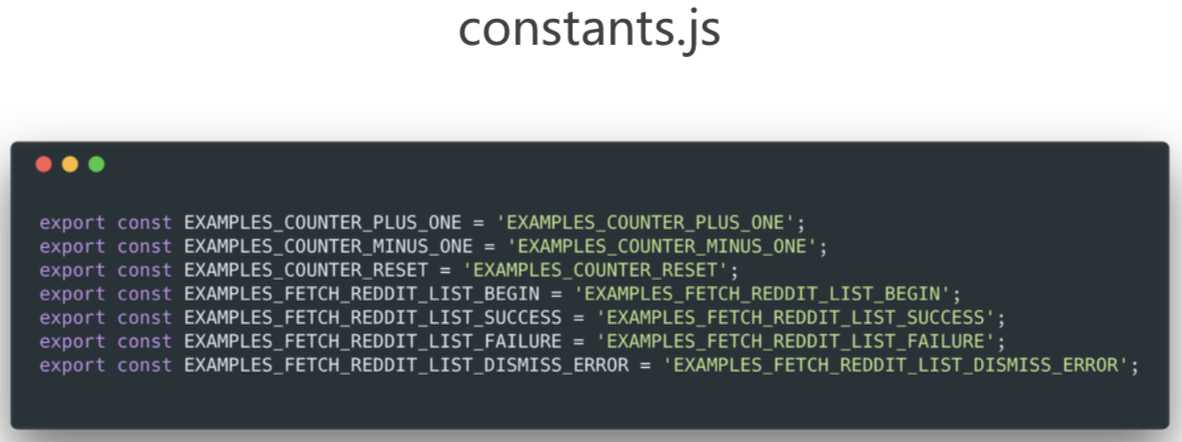 constants.js
export const EXAMPLES_COUNTER_PLUS_ONE = 'EXAMPLES_COUNTER_PLUS_ONE';
export const EXAMPLES_COUNTER_MINUS_ONE = 'EXAMPLES_COUNTER_MINUS_ONE';
export const EXAMPLES_COUNTER_RESET = 'EXAMPLES_COUNTER_RESET';
export const EXAMPLES_FETCH_REDDIT_LIST_BEGIN = 'EXAMPLES_FETCH_REDDIT_LIST_BEGIN';
export const EXAMPLES_FETCH_REDDIT_LIST_SUCCESS = 'EXAMPLES_FETCH_REDDIT_LIST_SUCCESS';
export const EXAMPLES_FETCH_REDDIT_LIST_FAILURE = 'EXAMPLES_FETCH_REDDIT_LIST_FAILURE';
export const EXAMPLES_FETCH_REDDIT_LIST_DISMISS_ERROR = 'EXAMPLES_FETCH_REDDIT_LIST_DISMISS_ERROR';